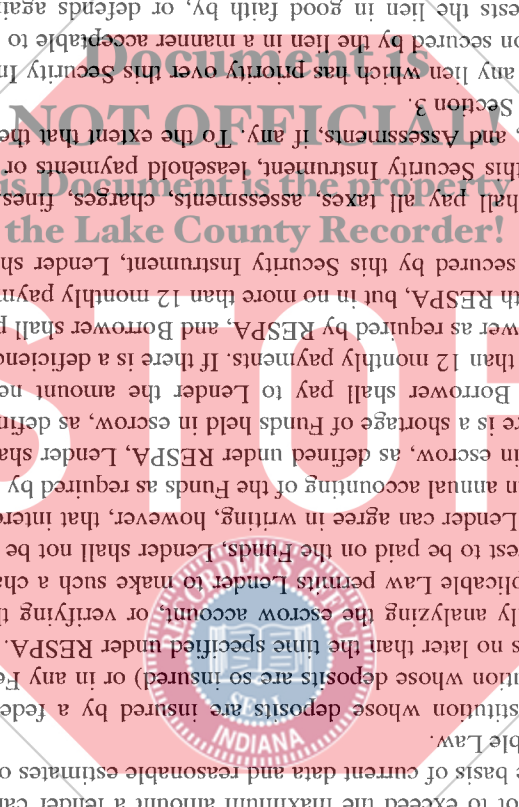 ot to exceed the maximum amount a lender can
e basis of current data and reasonable estimates o
ble Law.
stitution whose deposits are insured by a fede
ution whose deposits are so insured) or in any Fe
s no later than the time specified under RESPA.
ly analyzing the escrow account, or verifying th
plicable Law permits Lender to make such a cha
est to be paid on the Funds, Lender shall not be
Lender can agree in writing, however, that intere
n annual accounting of the Funds as required by
in escrow, as defined under RESPA, Lender sha
re is a shortage of Funds held in escrow, as defin
Borrower shall pay to Lender the amount ne
than 12 monthly payments. If there is a deficienc
wer as required by RESPA, and Borrower shall p
th RESPA, but in no more than 12 monthly paym
secured by this Security Instrument, Lender sh
hall pay all taxes, assessments, charges, fines,
this Security Instrument, leasehold payments or
and Assessments, if any. To the extent that the
Section 3.
any lien which has priority over this Security In
on secured by the lien in a manner acceptable to
ests the lien in good faith by, or defends again
Document is
NOT OFFICIAL!
is Document is the property
the Lake County Recorder!
STOP
SEAL
INDIANA